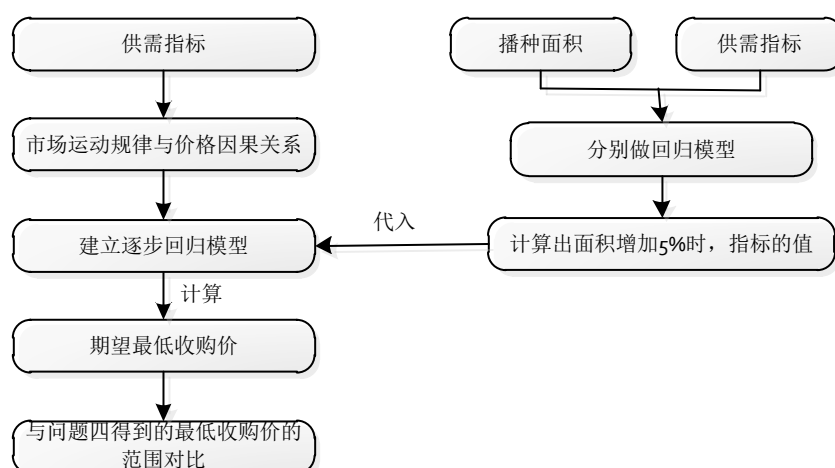 供需指标
市场运动规律与价格因果关系
建立逐步回归模型
计算
期望最低收购价
与问题四得到的最低收购价的
范围对比
播种面积
供需指标
分别做回归模型
计算出面积增加5%时，指标的值
代入